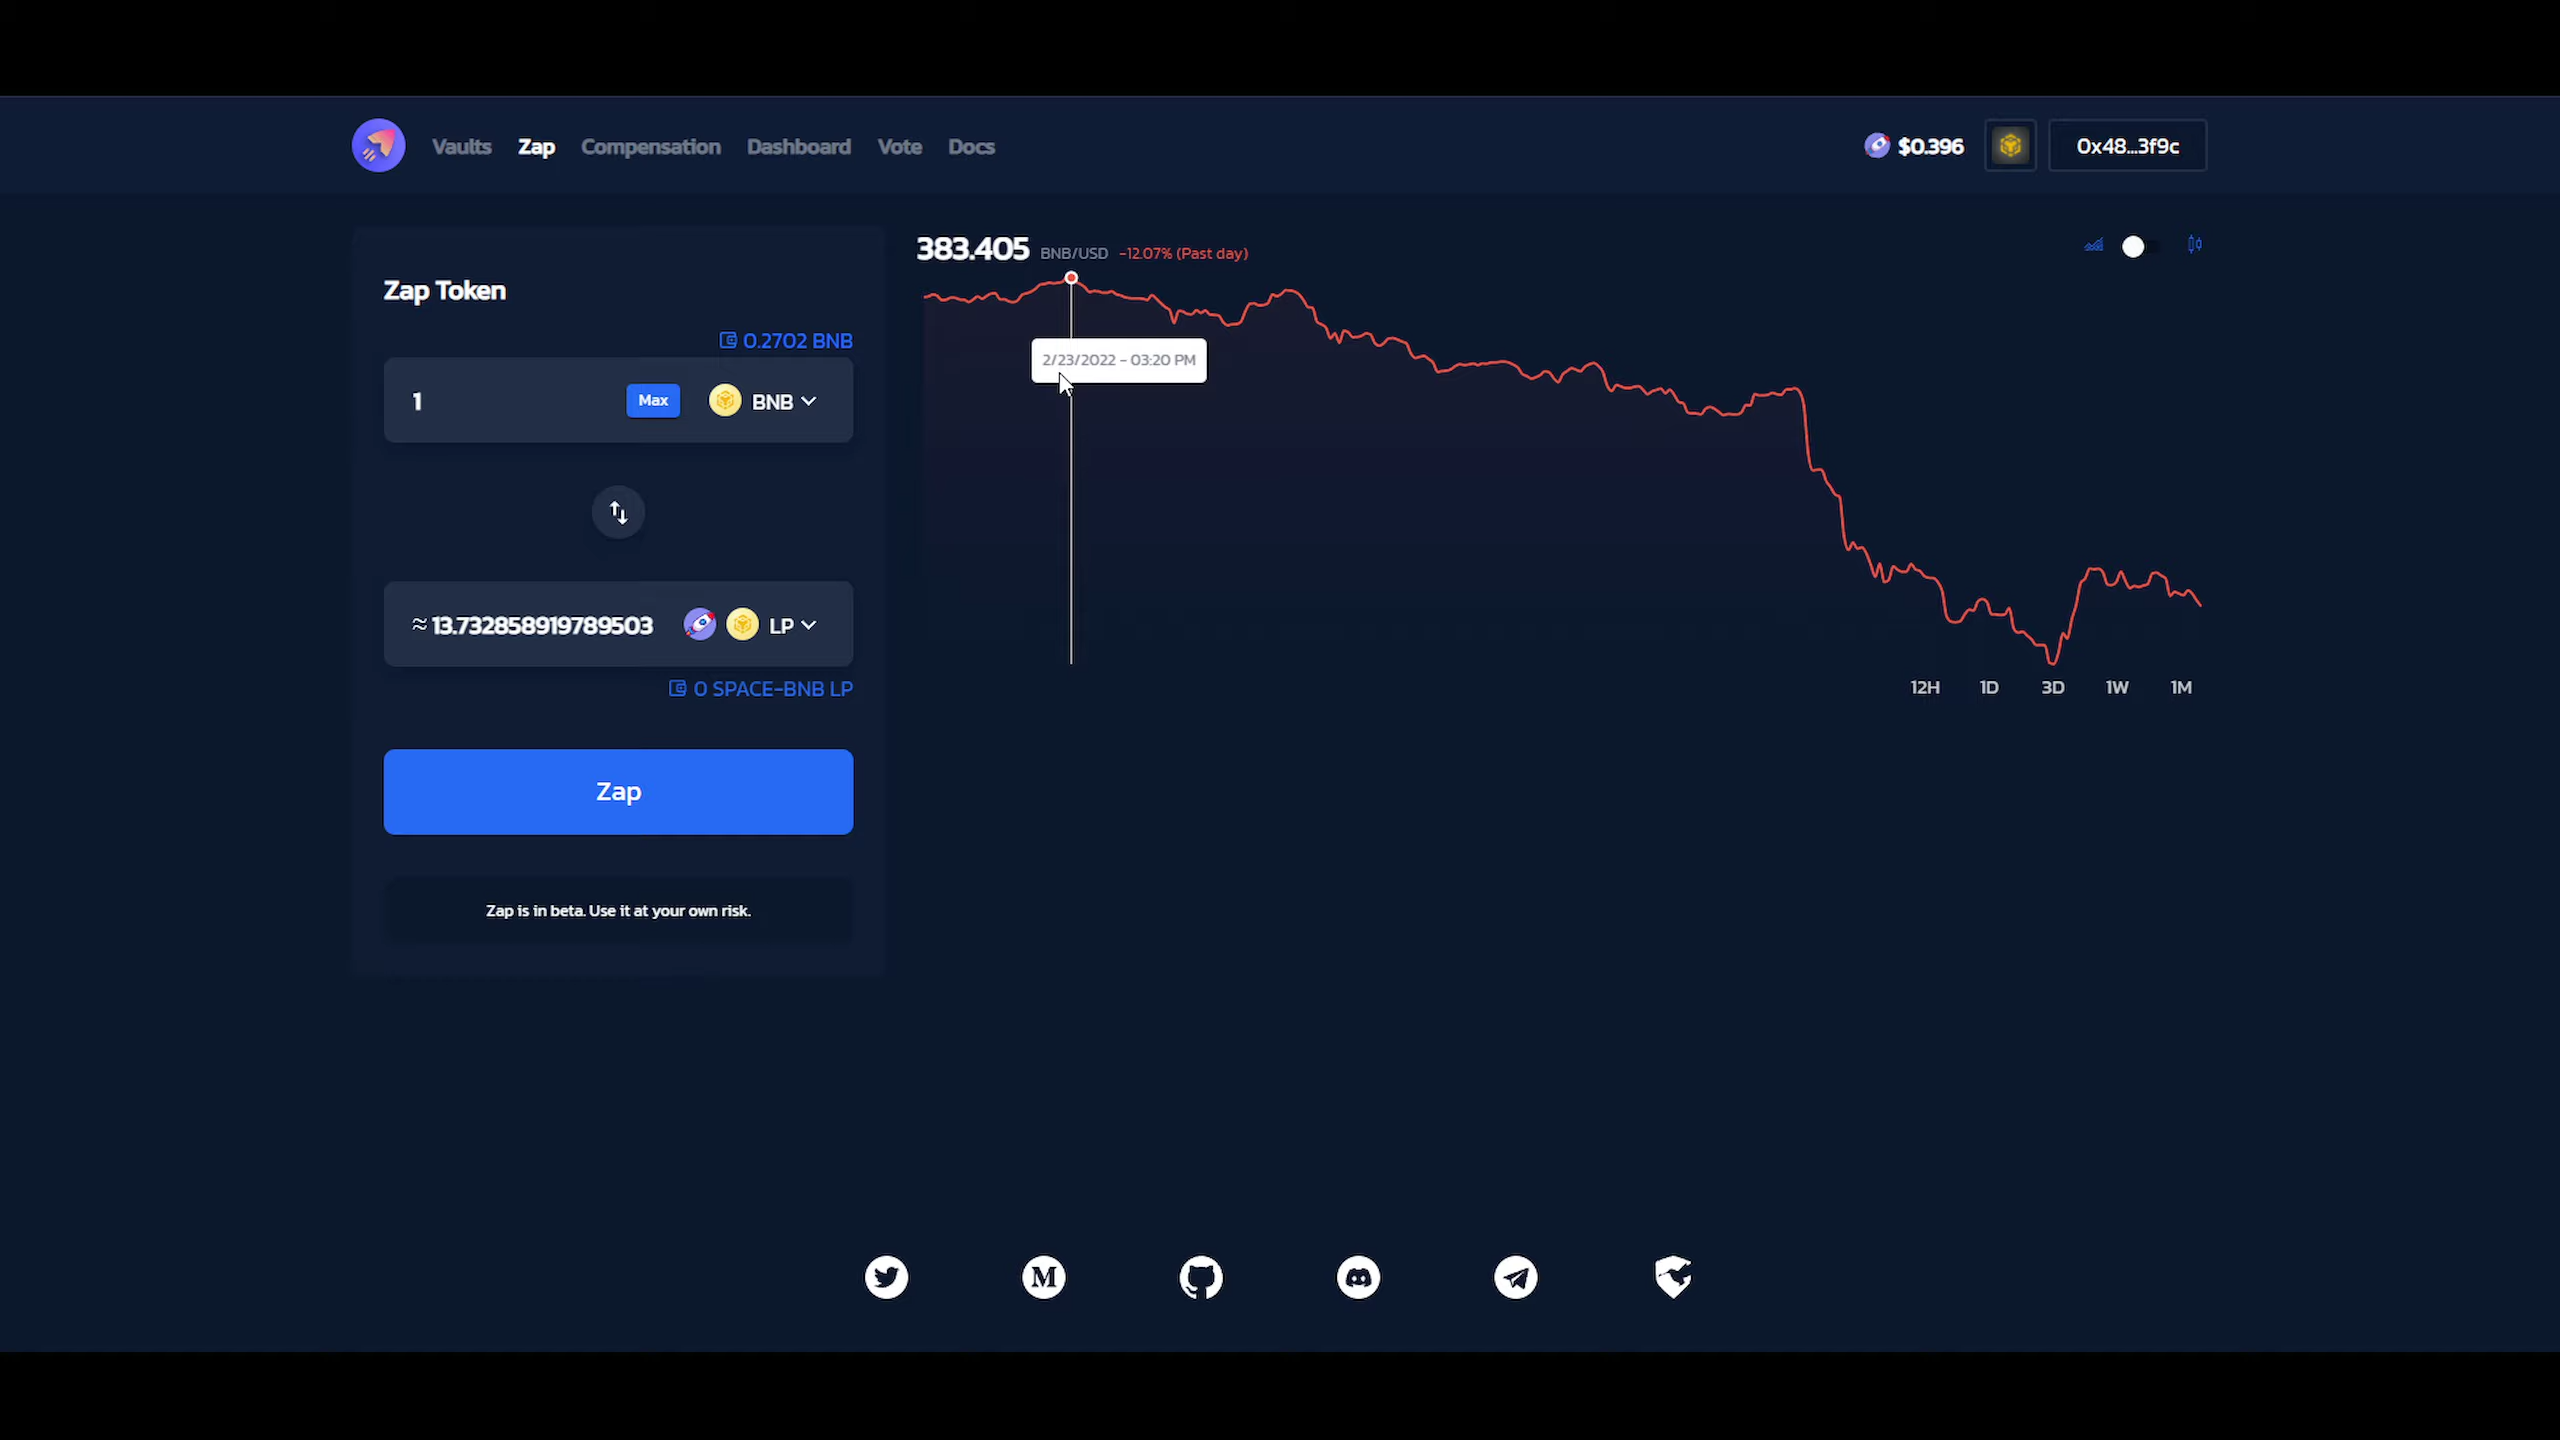 Vaults Zap Compensation Dashboard Vote Docs
$0.396
0x48...3f9c
Zap Token
0.2702 BNB
1 Max BNB
≈ 13.732858919789503 LP
0 SPACE-BNB LP
Zap
Zap is in beta. Use it at your own risk.
383.405 BNB/USD -12.07% (Past day)
2/23/2022 - 03:20 PM
12H 1D 3D 1W 1M
M